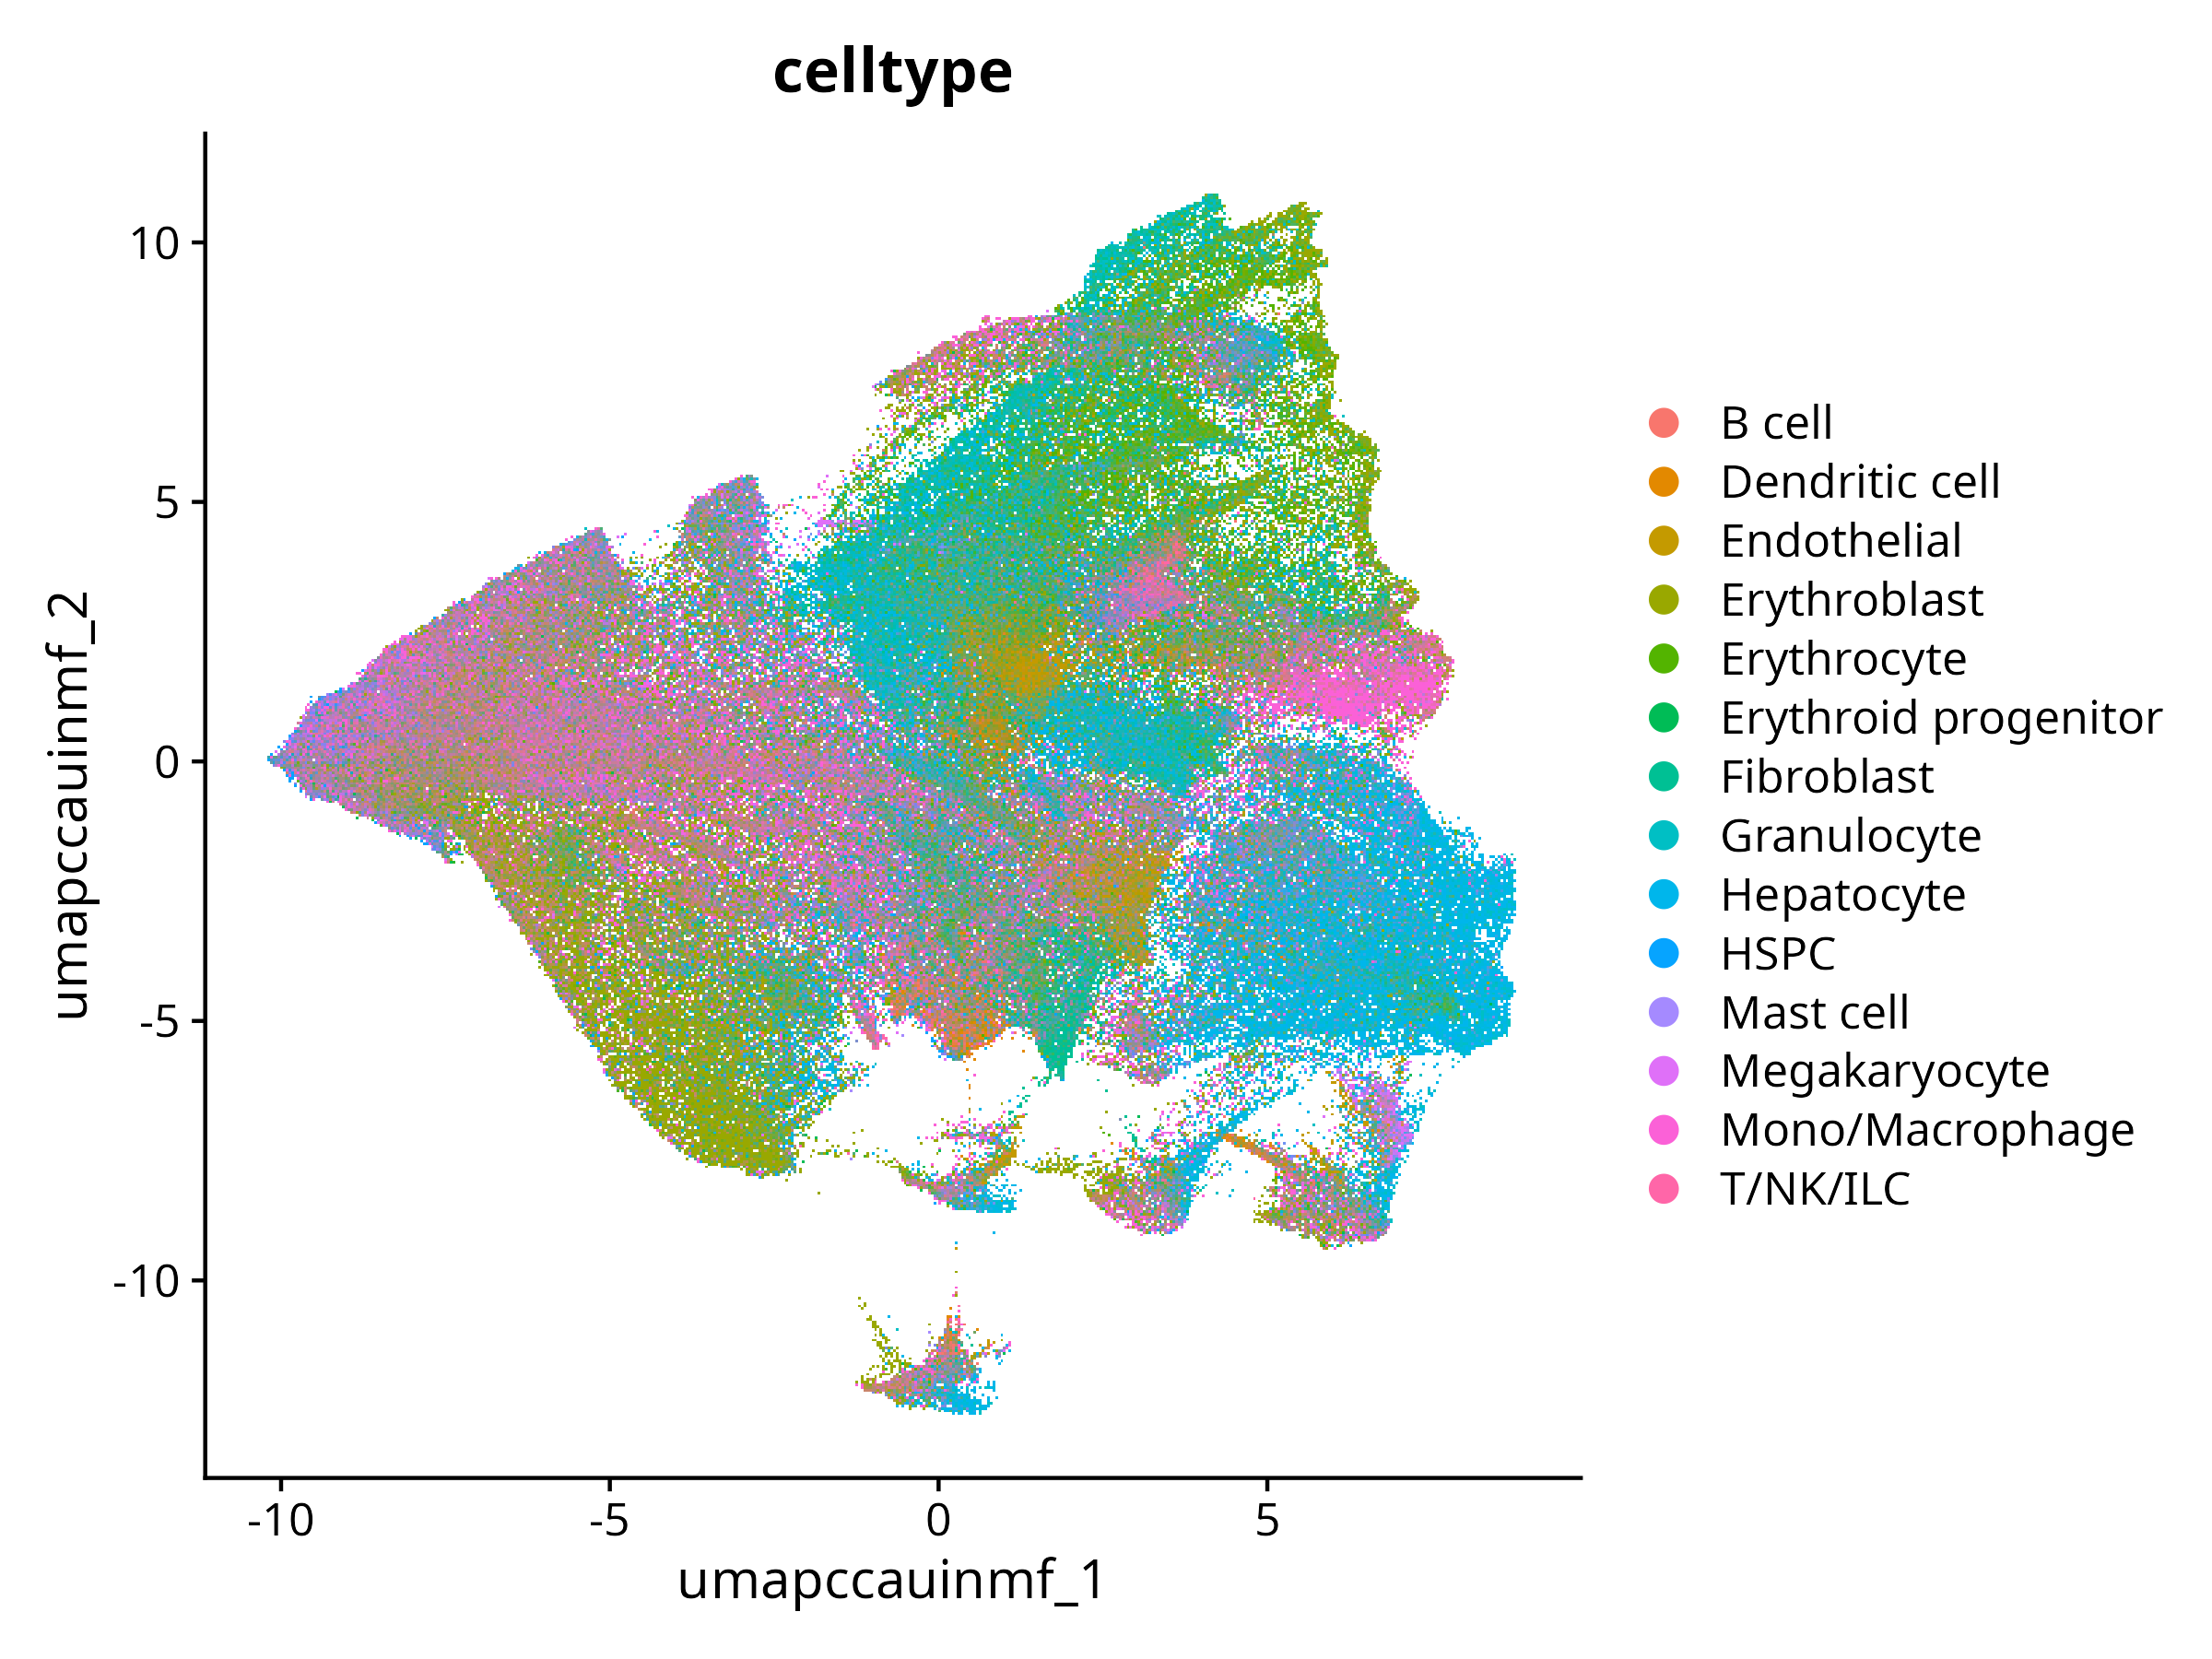 celltype
umapccauinmf_2
10
5
0
-5
-10
-10
-5
0
5
umapccauinmf_1
B cell
Dendritic cell
Endothelial
Erythroblast
Erythrocyte
Erythroid progenitor
Fibroblast
Granulocyte
Hepatocyte
HSPC
Mast cell
Megakaryocyte
Mono/Macrophage
T/NK/ILC